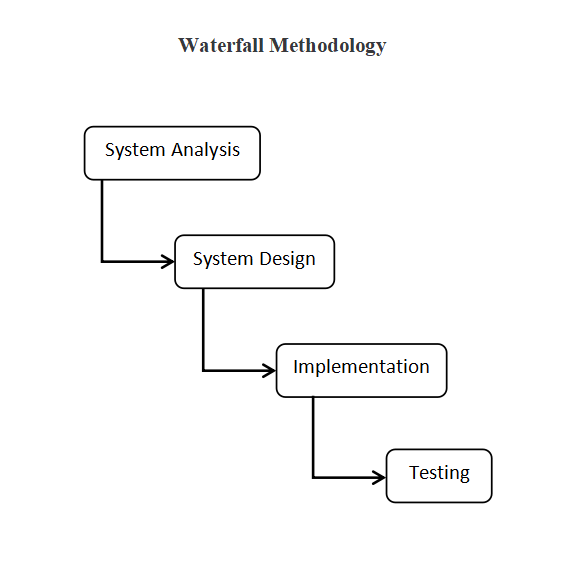 Waterfall Methodology
System Analysis
System Design
Implementation
Testing